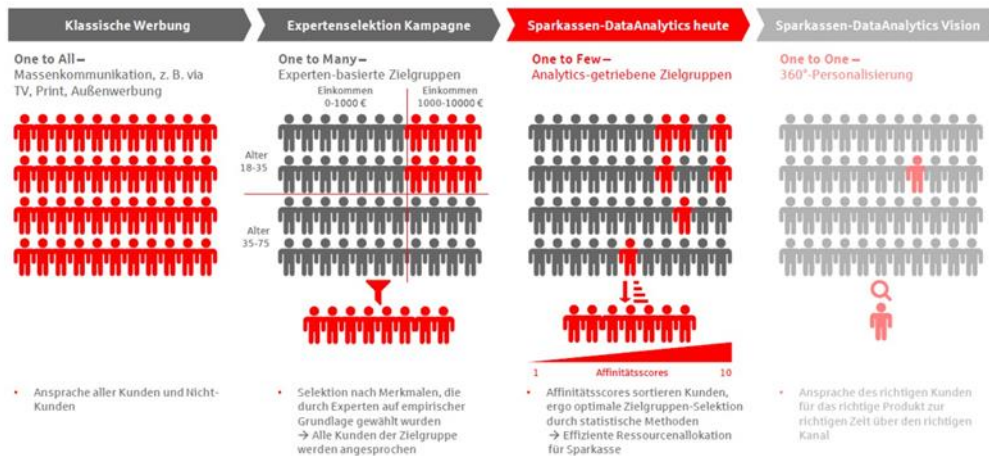 Klassische Werbung
Expertenselektion Kampagne
Sparkassen-DataAnalytics heute
Sparkassen-DataAnalytics Vision
One to All –
Massenkommunikation, z. B. via
TV, Print, Außenwerbung
One to Many –
Experten-basierte Zielgruppen
Einkommen
0-1000 €
Einkommen
1000-10000 €
Alter
18-35
Alter
35-75
One to Few –
Analytics-getriebene Zielgruppen
One to One –
360°-Personalisierung
1
Affinitätsscores
10
• Ansprache aller Kunden und Nicht-
Kunden
• Selektion nach Merkmalen, die
durch Experten auf empirischer
Grundlage gewählt wurden
→ Alle Kunden der Zielgruppe
werden angesprochen
• Affinitätsscores sortieren Kunden,
ergo optimale Zielgruppen-Selektion
durch statistische Methoden
→ Effiziente Ressourcenallokation
für Sparkasse
• Ansprache des richtigen Kunden
für das richtige Produkt zur
richtigen Zeit über den richtigen
Kanal